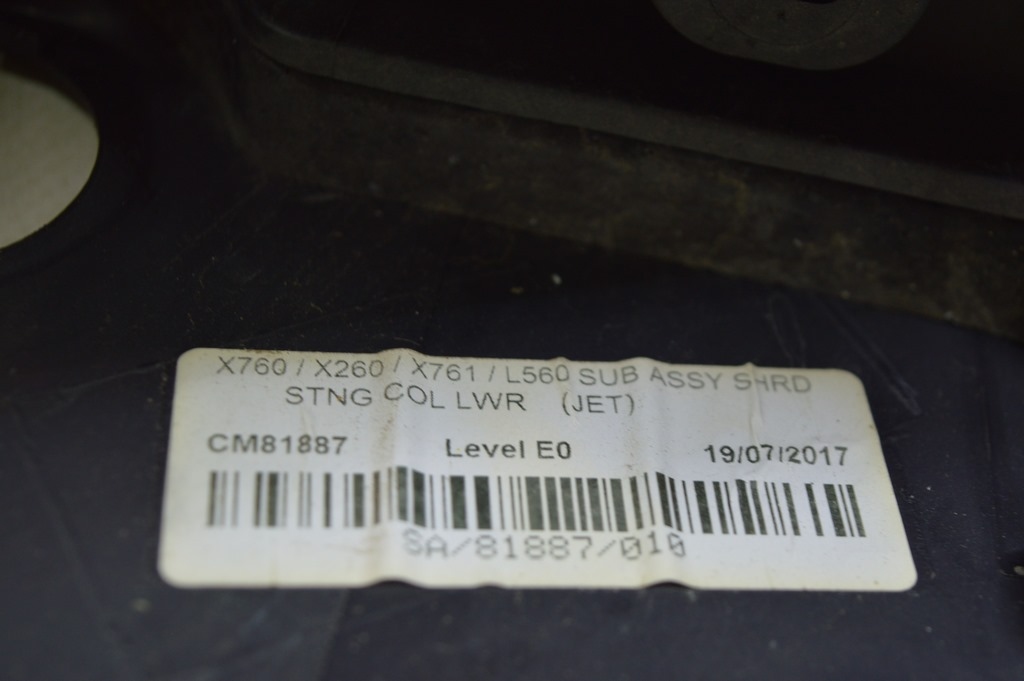 X760 / X260 / X761 / L560 SUB ASSY SHRD
STNG COL LWR (JET)
CM81887 Level E0 19/07/2017
SA/81887/010